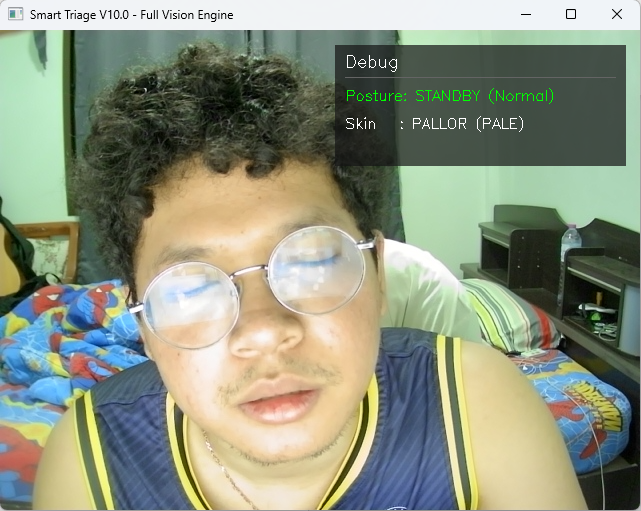 Smart Triage V10.0 - Full Vision Engine
Debug
Posture: STANDBY (Normal)
Skin : PALLOR (PALE)